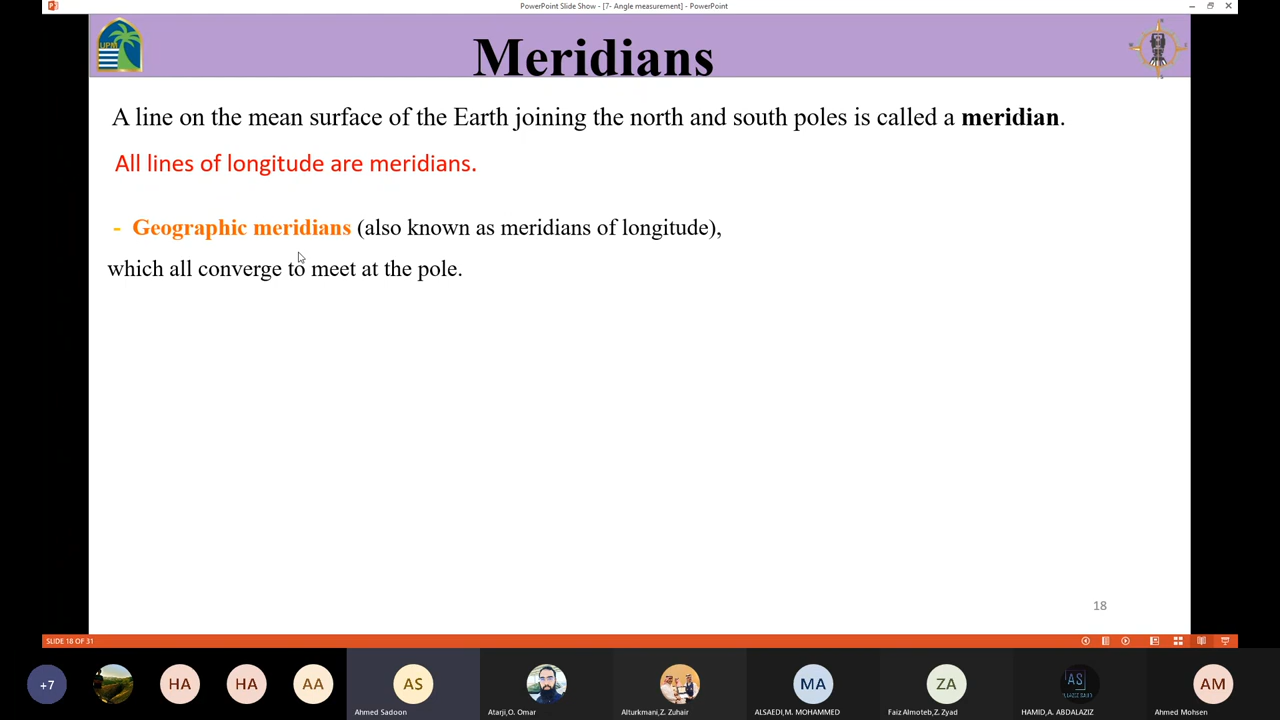 PowerPoint Slide Show - [7- Angle measurement] - PowerPoint
UPM
Meridians
A line on the mean surface of the Earth joining the north and south poles is called a meridian.
All lines of longitude are meridians.
- Geographic meridians (also known as meridians of longitude),
which all converge to meet at the pole.
18
SLIDE 18 OF 31
+7
HA
HA
AA
AS
MA
ZA
AS
AM
Ahmed Sadoon
Atarji,O. Omar
Alturkmani,Z. Zuhair
ALSAEDI,M. MOHAMMED
Faiz Almoteb,Z. Zyad
HAMID,A. ABDALAZIZ
Ahmed Mohsen